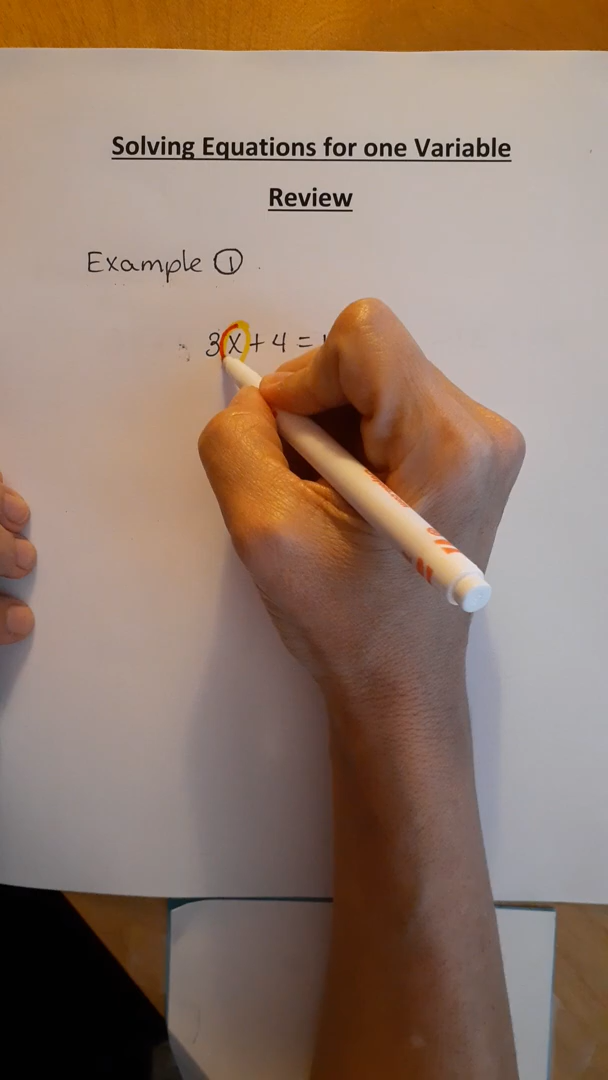 Solving Equations for one Variable
Review
Example ①
3x + 4 =